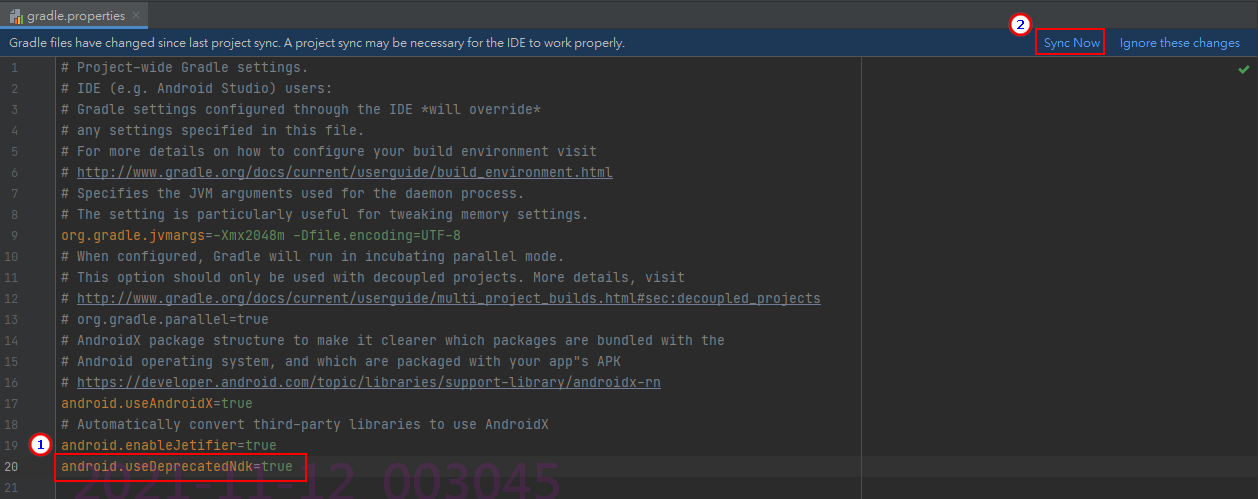 gradle.properties
2
Gradle files have changed since last project sync. A project sync may be necessary for the IDE to work properly. Sync Now Ignore these changes
1 # Project-wide Gradle settings.
2 # IDE (e.g. Android Studio) users:
3 # Gradle settings configured through the IDE *will override*
4 # any settings specified in this file.
5 # For more details on how to configure your build environment visit
6 # http://www.gradle.org/docs/current/userguide/build_environment.html
7 # Specifies the JVM arguments used for the daemon process.
8 # The setting is particularly useful for tweaking memory settings.
9 org.gradle.jvmargs=-Xmx2048m -Dfile.encoding=UTF-8
10 # When configured, Gradle will run in incubating parallel mode.
11 # This option should only be used with decoupled projects. More details, visit
12 # http://www.gradle.org/docs/current/userguide/multi_project_builds.html#sec:decoupled_projects
13 # org.gradle.parallel=true
14 # AndroidX package structure to make it clearer which packages are bundled with the
15 # Android operating system, and which are packaged with your app"s APK
16 # https://developer.android.com/topic/libraries/support-library/androidx-rn
17 android.useAndroidX=true
18 # Automatically convert third-party libraries to use AndroidX
19 1 android.enableJetifier=true
20 android.useDeprecatedNdk=true
21
2021-11-12 003045